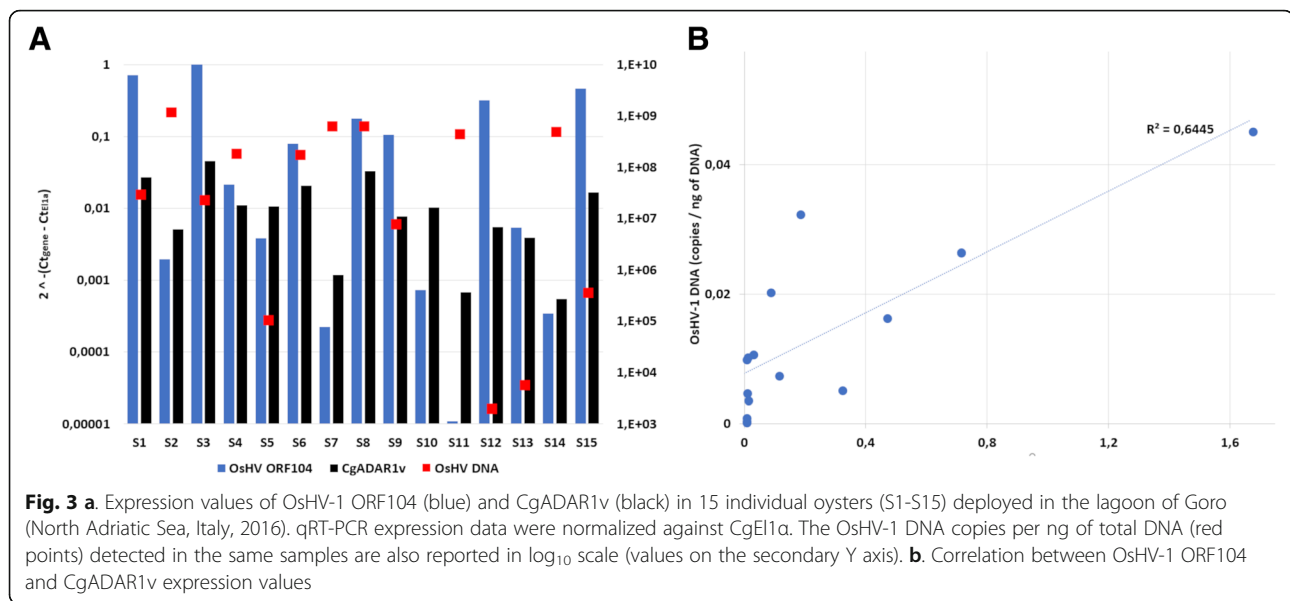 A
B
2 ^ -(Ctgene - CtEl1a)
1
0,1
0,01
0,001
0,0001
0,00001
1,E+10
1,E+09
1,E+08
1,E+07
1,E+06
1,E+05
1,E+04
1,E+03
S1 S2 S3 S4 S5 S6 S7 S8 S9 S10 S11 S12 S13 S14 S15
OsHV ORF104 CgADAR1v OsHV DNA
OsHV-1 DNA (copies / ng of DNA)
0,04
0,02
0
R² = 0,6445
0 0,4 0,8 1,2 1,6
Fig. 3 a. Expression values of OsHV-1 ORF104 (blue) and CgADAR1v (black) in 15 individual oysters (S1-S15) deployed in the lagoon of Goro
(North Adriatic Sea, Italy, 2016). qRT-PCR expression data were normalized against CgEl1α. The OsHV-1 DNA copies per ng of total DNA (red
points) detected in the same samples are also reported in log10 scale (values on the secondary Y axis). b. Correlation between OsHV-1 ORF104
and CgADAR1v expression values